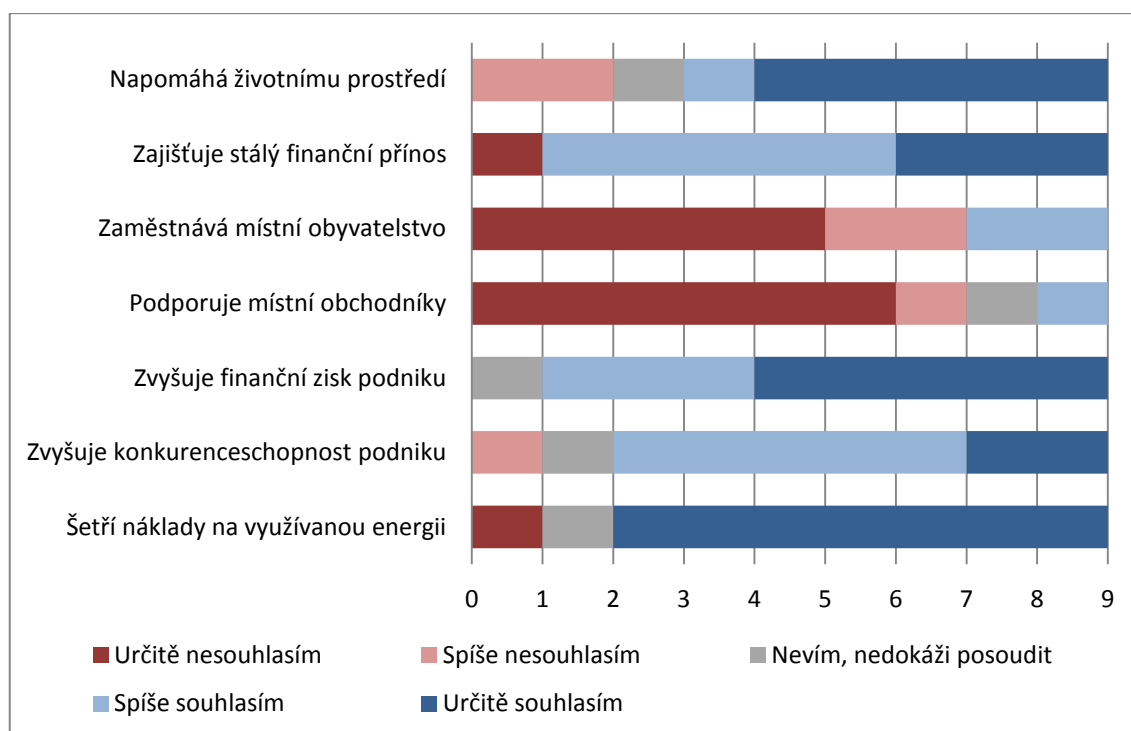 Napomáhá životnímu prostředí
Zajišťuje stálý finanční přínos
Zaměstnává místní obyvatelstvo
Podporuje místní obchodníky
Zvyšuje finanční zisk podniku
Zvyšuje konkurenceschopnost podniku
Šetří náklady na využívanou energii
0 1 2 3 4 5 6 7 8 9
Určitě nesouhlasím Spíše nesouhlasím Nevím, nedokáži posoudit
Spíše souhlasím Určitě souhlasím